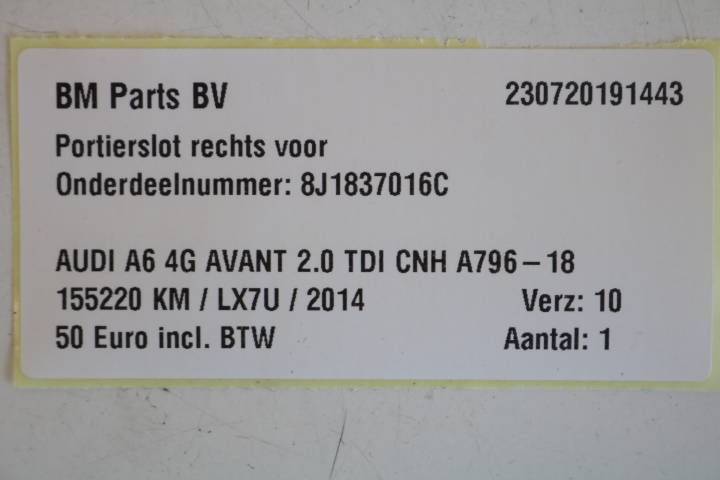 BM Parts BV 230720191443
Portierslot rechts voor
Onderdeelnummer: 8J1837016C
AUDI A6 4G AVANT 2.0 TDI CNH A796-18
155220 KM / LX7U / 2014 Verz: 10
50 Euro incl. BTW Aantal: 1